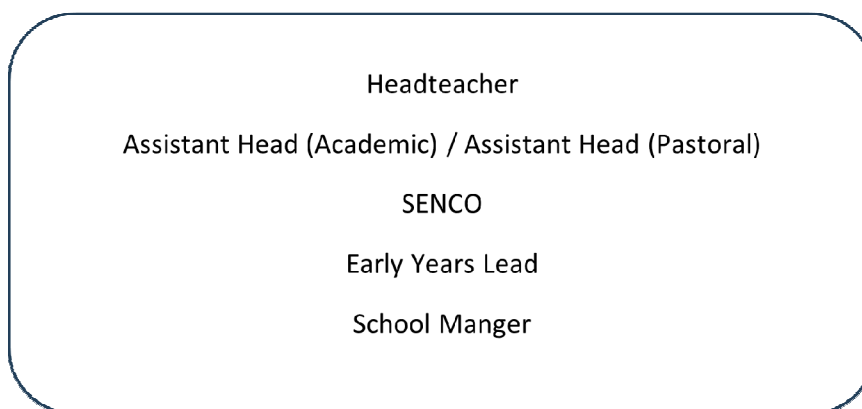 Headteacher
Assistant Head (Academic) / Assistant Head (Pastoral)
SENCO
Early Years Lead
School Manger